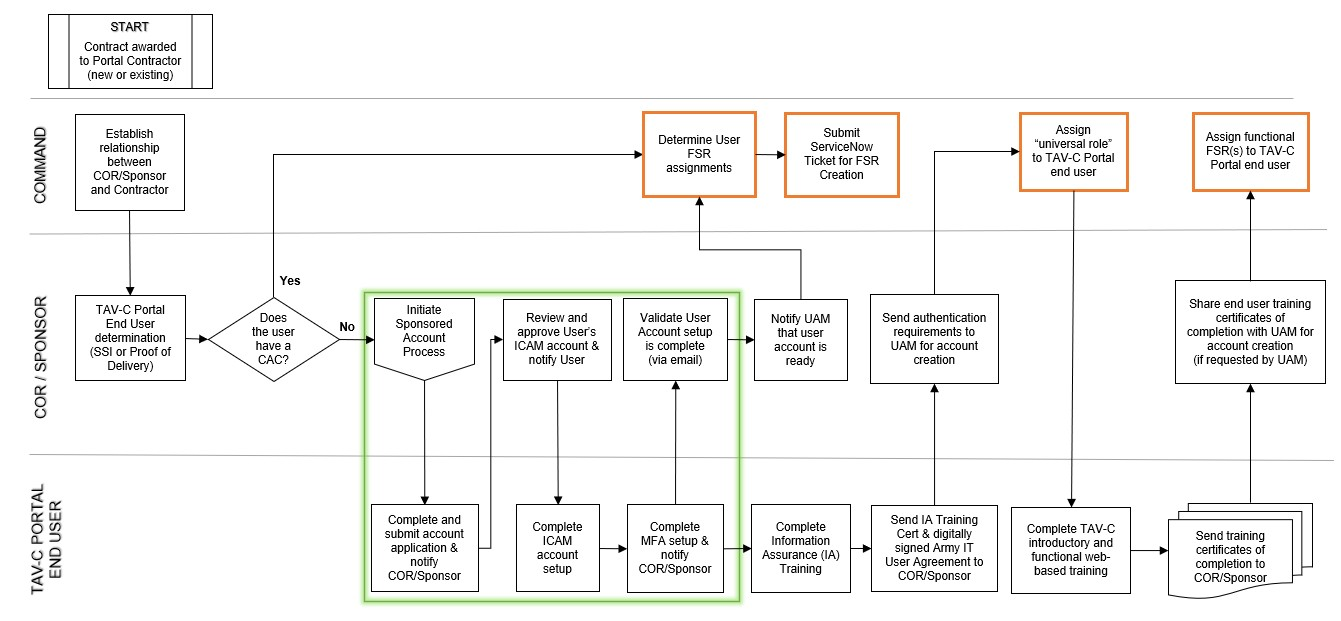 START
Contract awarded
to Portal Contractor
(new or existing)
COMMAND
Establish
relationship
between
COR/Sponsor
and Contractor
Determine User
FSR
assignments
Submit
ServiceNow
Ticket for FSR
Creation
Assign
“universal role”
to TAV-C Portal
end user
Assign functional
FSR(s) to TAV-C
Portal end user
COR / SPONSOR
TAV-C Portal
End User
determination
(SSI or Proof of
Delivery)
Does
the user
have a
CAC?
Yes
No
Initiate
Sponsored
Account
Process
Review and
approve User’s
ICAM account &
notify User
Validate User
Account setup
is complete
(via email)
Notify UAM
that user
account is
ready
Send authentication
requirements to
UAM for account
creation
Share end user training
certificates of
completion with UAM for
account creation
(if requested by UAM)
TAV-C PORTAL
END USER
Complete and
submit account
application &
notify
COR/Sponsor
Complete
ICAM
account
setup
Complete
MFA setup &
notify
COR/Sponsor
Complete
Information
Assurance (IA)
Training
Send IA Training
Cert & digitally
signed Army IT
User Agreement to
COR/Sponsor
Complete TAV-C
introductory and
functional web-
based training
Send training
certificates of
completion to
COR/Sponsor